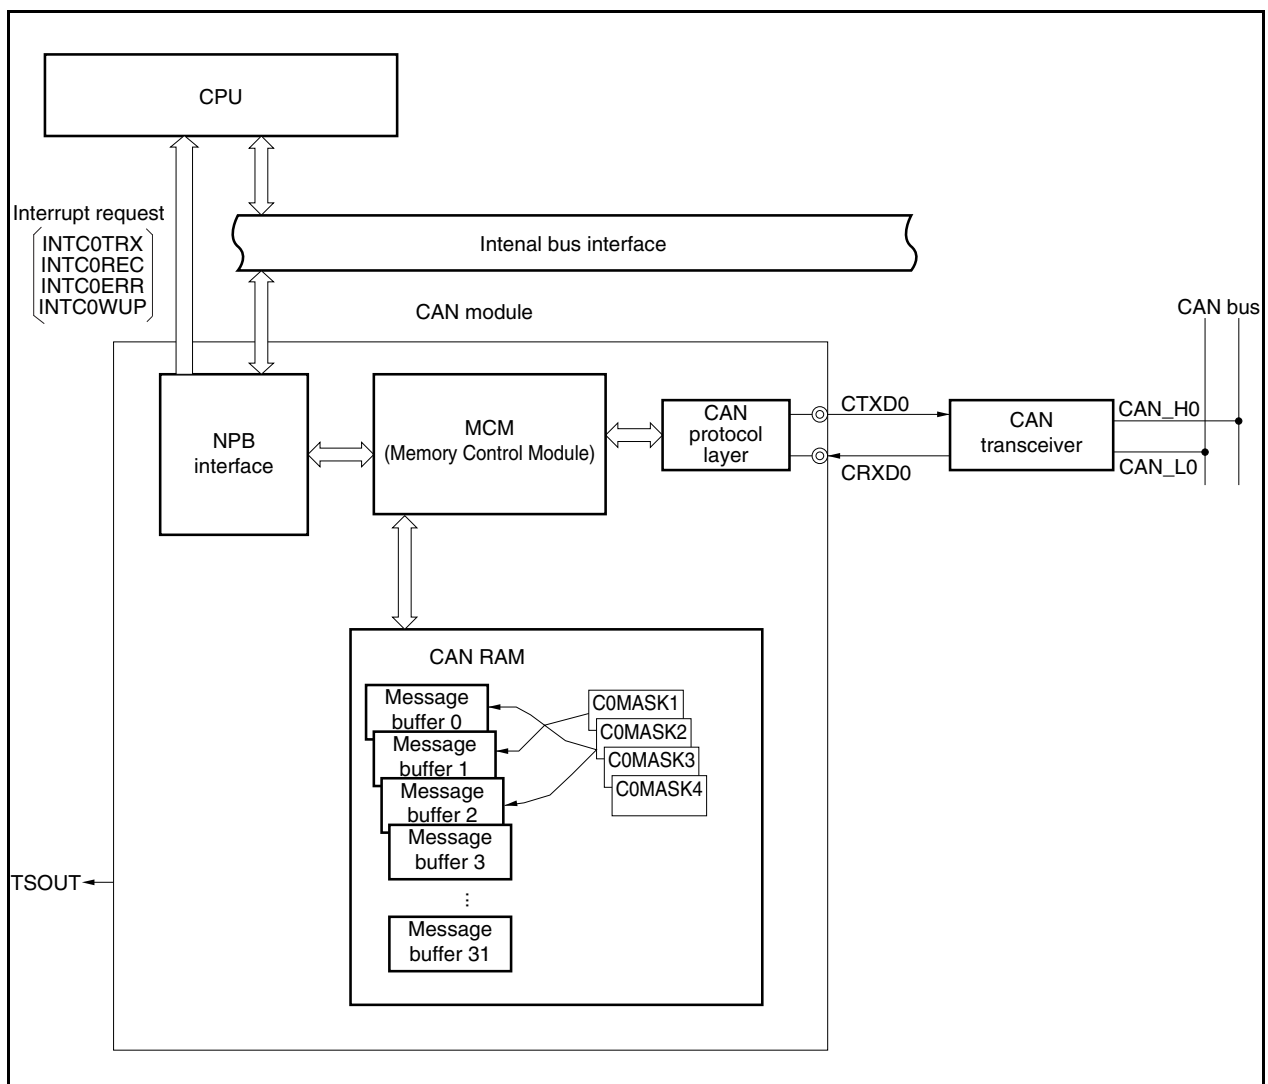 CPU
Interrupt request
INTC0TRX
INTC0REC
INTC0ERR
INTC0WUP
Intenal bus interface
CAN module
CAN bus
NPB
interface
MCM
(Memory Control Module)
CAN
protocol
layer
CTXD0
CRXD0
CAN
transceiver
CAN_H0
CAN_L0
CAN RAM
Message
buffer 0
Message
buffer 1
Message
buffer 2
Message
buffer 3
...
Message
buffer 31
C0MASK1
C0MASK2
C0MASK3
C0MASK4
TSOUT